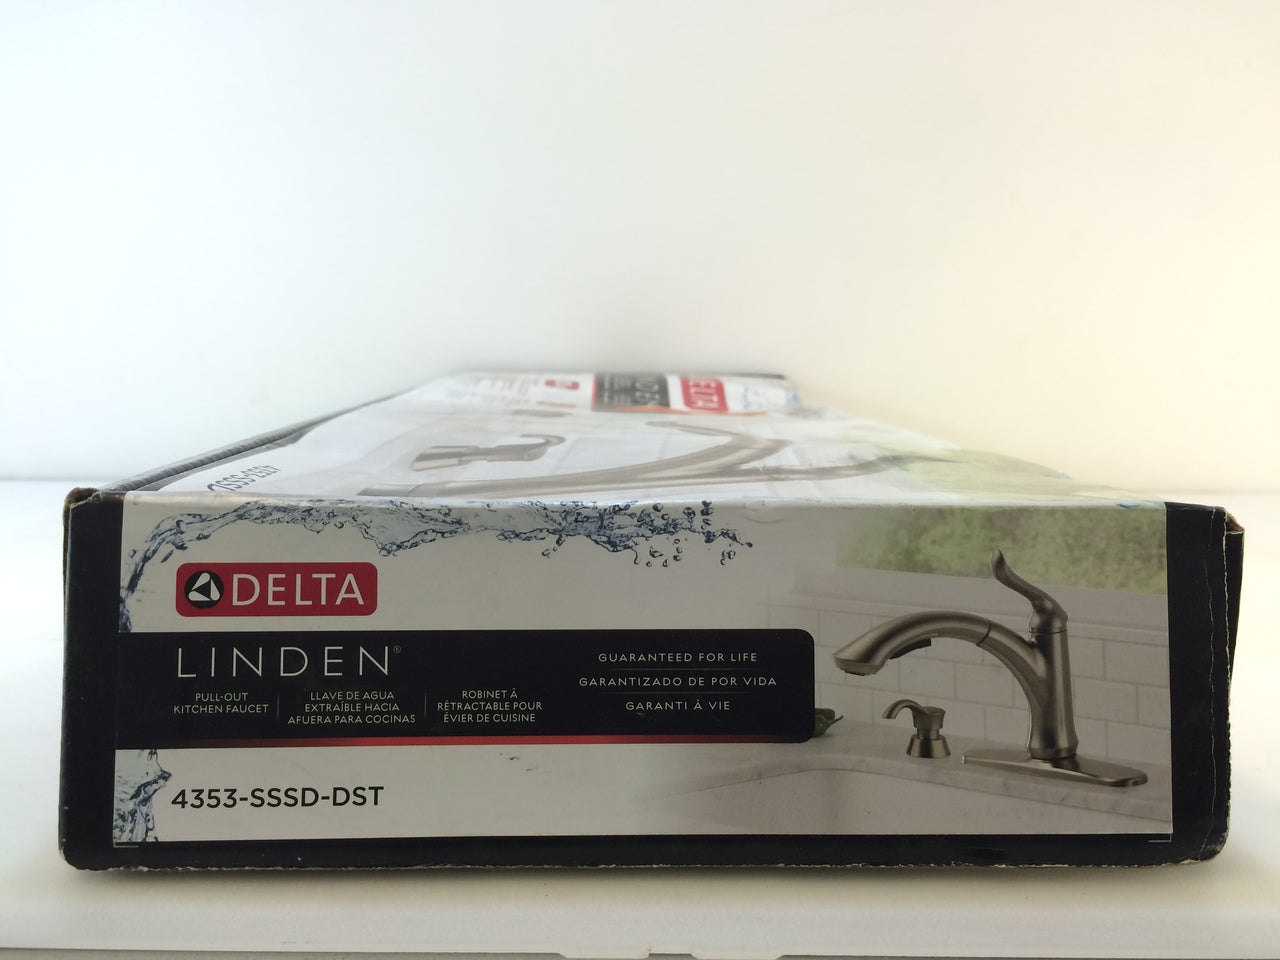 DELTA
LINDEN®
PULL-OUT
KITCHEN FAUCET
LLAVE DE AGUA
EXTRAÍBLE HACIA
AFUERA PARA COCINAS
ROBINET À
RÉTRACTABLE POUR
ÉVIER DE CUISINE
GUARANTEED FOR LIFE
GARANTIZADO DE POR VIDA
GARANTI À VIE
4353-SSSD-DST
DELTA